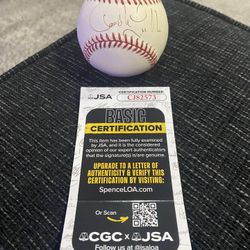 JSA
CERTIFICATION NUMBER:
CJ82573
BASIC
CERTIFICATION
This item has been fully examined by
JSA, and it is the considered
opinion of our expert authenticators
that the signature(s) is/are genuine.
UPGRADE TO A LETTER OF
AUTHENTICITY & VERIFY THIS
CERTIFICATION BY VISITING:
SpenceLOA.com
Or Scan
CGC JSA
Follow us at @jsaloa